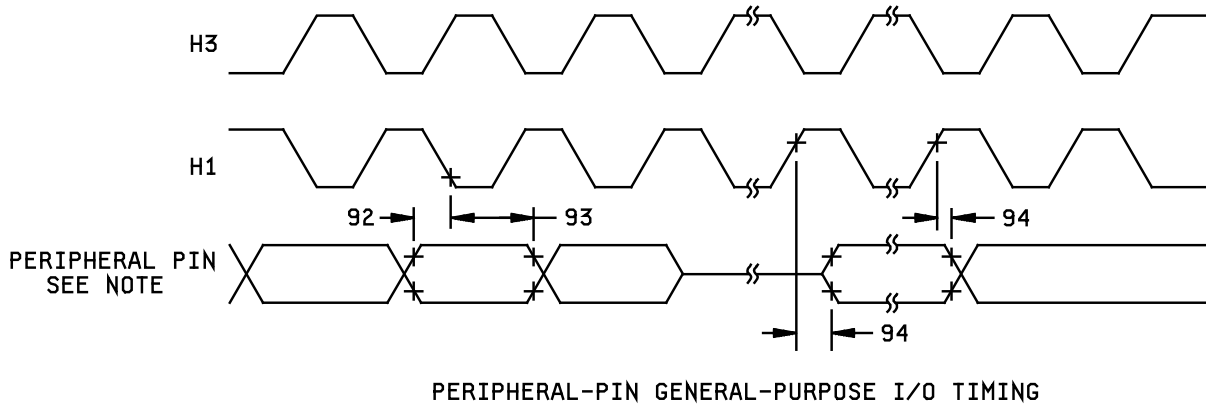 H3
H1
92
93
94
PERIPHERAL PIN
SEE NOTE
94
PERIPHERAL-PIN GENERAL-PURPOSE I/O TIMING